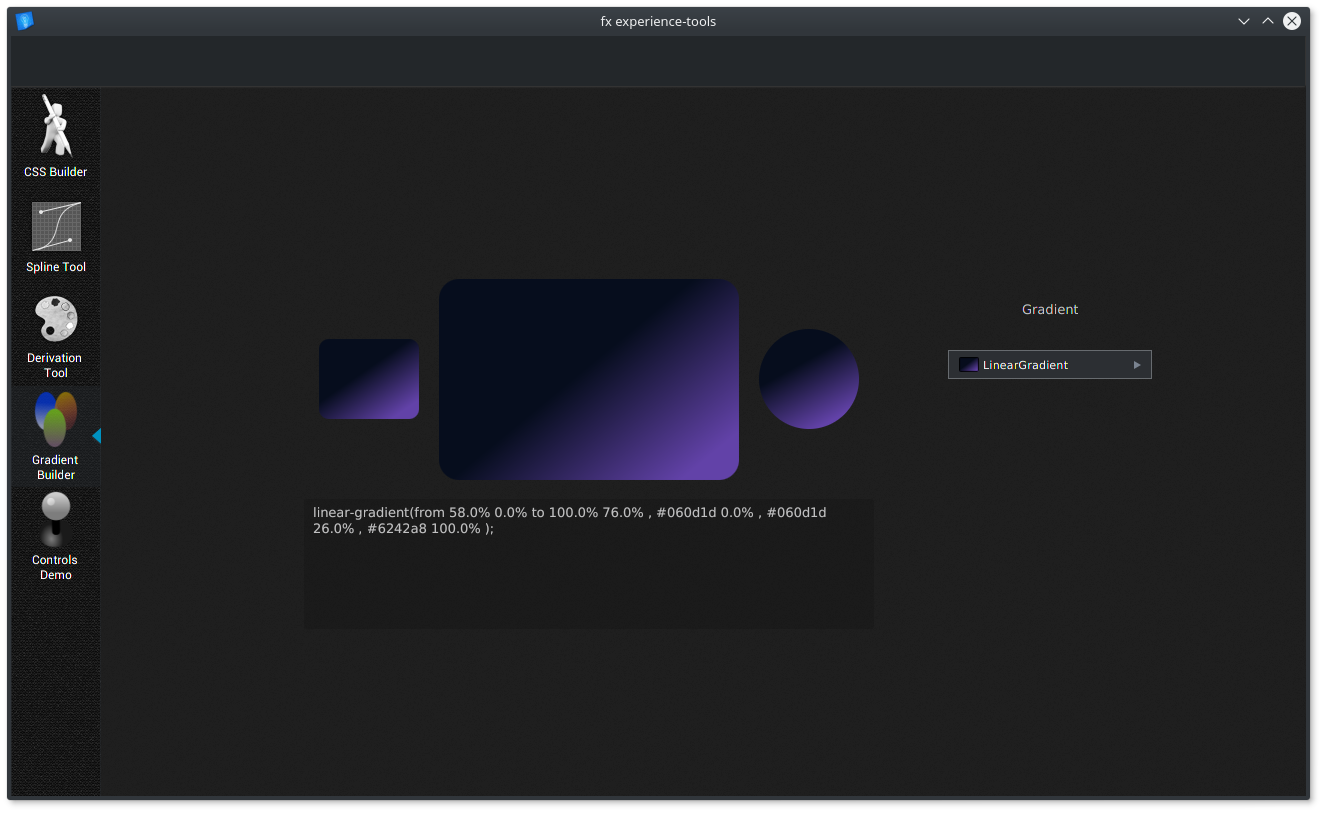 fx experience-tools
CSS Builder
Spline Tool
Derivation
Tool
Gradient
Builder
Controls
Demo
linear-gradient(from 58.0% 0.0% to 100.0% 76.0% , #060d1d 0.0% , #060d1d
26.0% , #6242a8 100.0% );
Gradient
LinearGradient